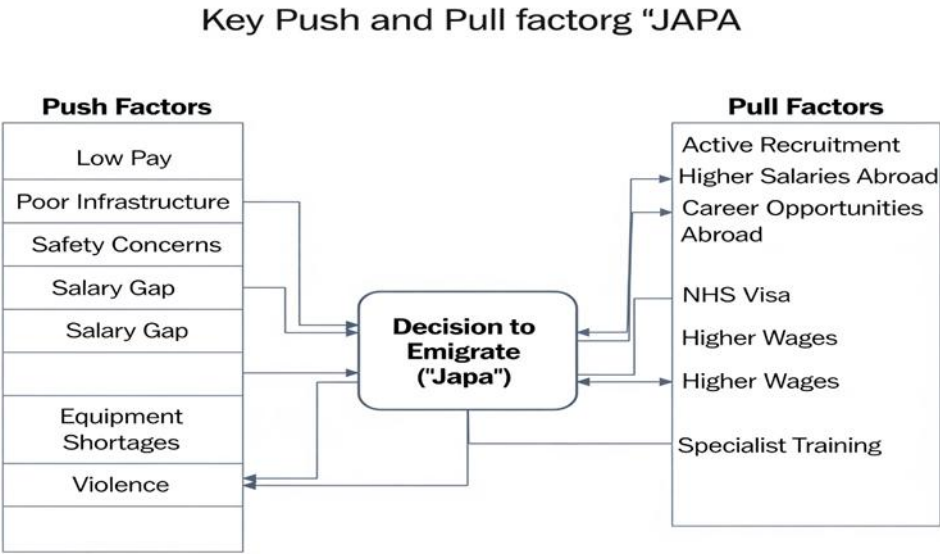 Key Push and Pull factorg “JAPA
Push Factors
Low Pay
Poor Infrastructure
Safety Concerns
Salary Gap
Salary Gap
Equipment
Shortages
Violence
Decision to
Emigrate
("Japa")
Pull Factors
Active Recruitment
Higher Salaries Abroad
Career Opportunities
Abroad
NHS Visa
Higher Wages
Higher Wages
Specialist Training